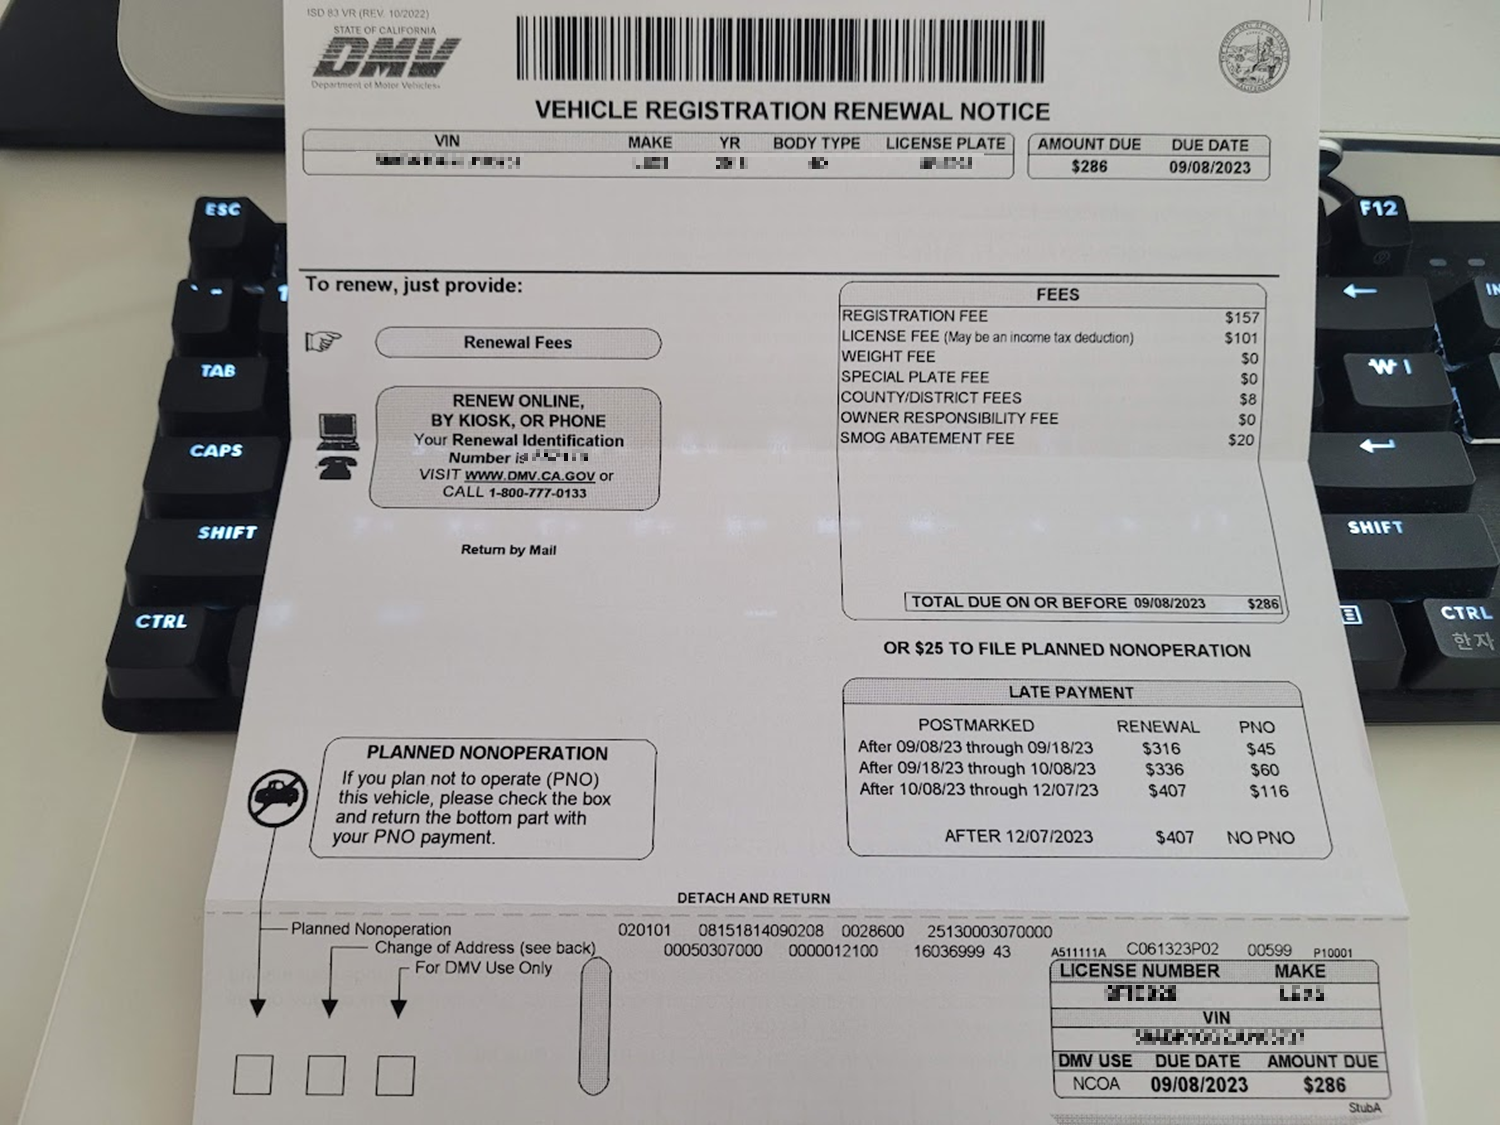 ISD 83 VR (REV. 10/2022)
STATE OF CALIFORNIA
DMV
Department of Motor Vehicles
VEHICLE REGISTRATION RENEWAL NOTICE
VIN MAKE YR BODY TYPE LICENSE PLATE
AMOUNT DUE DUE DATE
$286 09/08/2023
ESC
F12
To renew, just provide:
Renewal Fees
RENEW ONLINE,
BY KIOSK, OR PHONE
Your Renewal Identification
Number is
VISIT WWW.DMV.CA.GOV or
CALL 1-800-777-0133
Return by Mail
FEES
REGISTRATION FEE $157
LICENSE FEE (May be an income tax deduction) $101
WEIGHT FEE $0
SPECIAL PLATE FEE $0
COUNTY/DISTRICT FEES $8
OWNER RESPONSIBILITY FEE $0
SMOG ABATEMENT FEE $20
TOTAL DUE ON OR BEFORE 09/08/2023 $286
OR $25 TO FILE PLANNED NONOPERATION
TAB
CAPS
SHIFT
CTRL
SHIFT
CTRL
한자
LATE PAYMENT
POSTMARKED RENEWAL PNO
After 09/08/23 through 09/18/23 $316 $45
After 09/18/23 through 10/08/23 $336 $60
After 10/08/23 through 12/07/23 $407 $116
AFTER 12/07/2023 $407 NO PNO
PLANNED NONOPERATION
If you plan not to operate (PNO)
this vehicle, please check the box
and return the bottom part with
your PNO payment.
DETACH AND RETURN
Planned Nonoperation
Change of Address (see back)
For DMV Use Only
020101 08151814090208 0028600 25130003070000
00050307000 0000012100 16036999 43
A511111A C061323P02 00599 P10001
LICENSE NUMBER MAKE
VIN
DMV USE DUE DATE AMOUNT DUE
NCOA 09/08/2023 $286
StubA